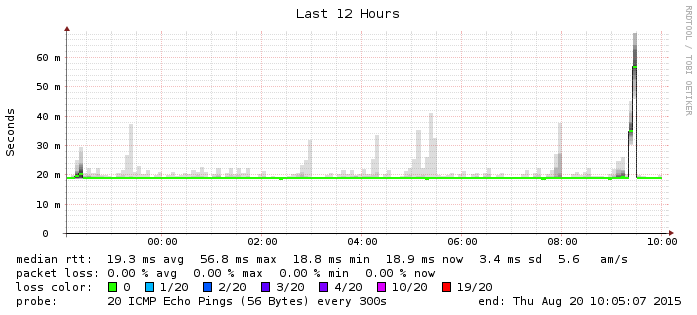 Last 12 Hours
RRDTOOL / TOBI OETIKER
Seconds
60 m
50 m
40 m
30 m
20 m
10 m
0
00:00 02:00 04:00 06:00 08:00 10:00
median rtt: 19.3 ms avg 56.8 ms max 18.8 ms min 18.9 ms now 3.4 ms sd 5.6 am/s
packet loss: 0.00 % avg 0.00 % max 0.00 % min 0.00 % now
loss color: 0 1/20 2/20 3/20 4/20 10/20 19/20
probe: 20 ICMP Echo Pings (56 Bytes) every 300s end: Thu Aug 20 10:05:07 2015